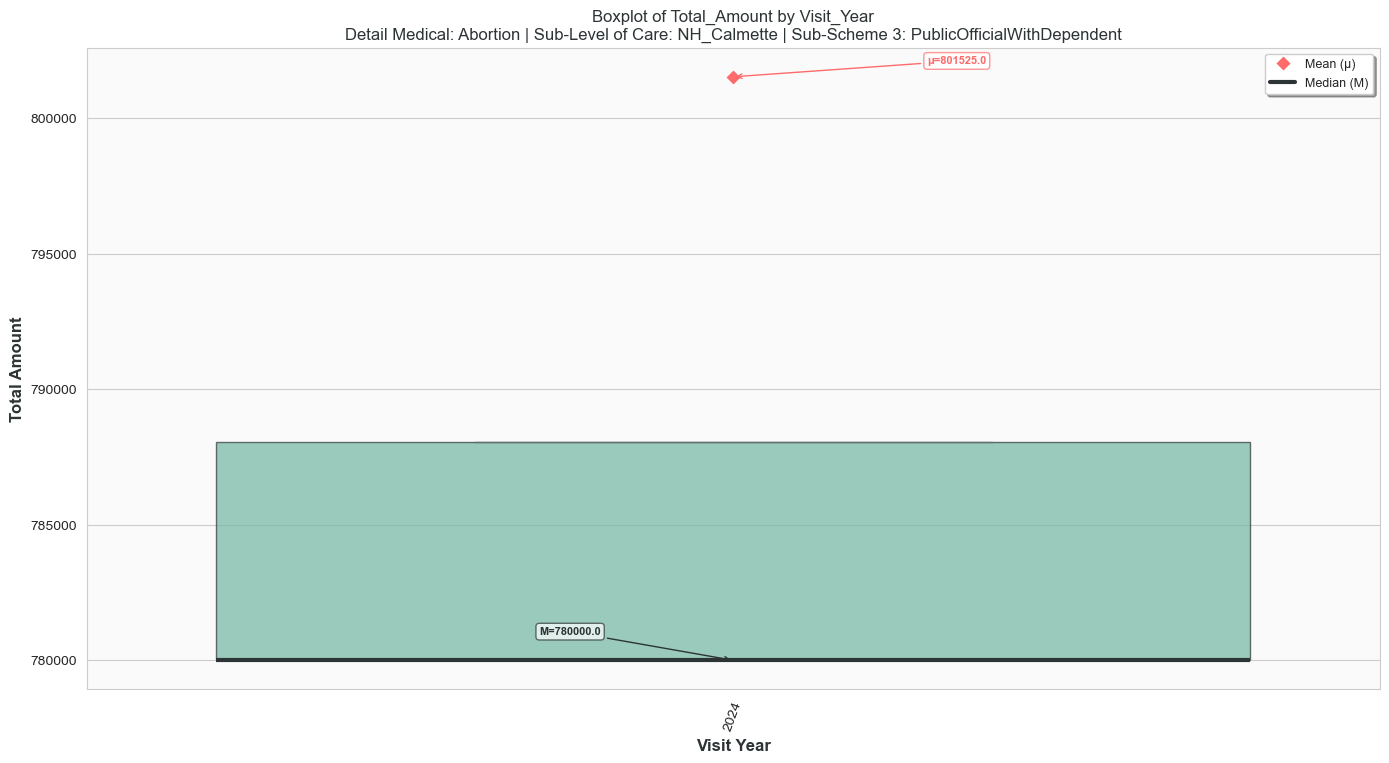 Boxplot of Total_Amount by Visit_Year
Detail Medical: Abortion | Sub-Level of Care: NH_Calmette | Sub-Scheme 3: PublicOfficialWithDependent
μ=801525.0
Mean (μ)
Median (M)
800000
795000
790000
785000
780000
Total Amount
M=780000.0
2024
Visit Year